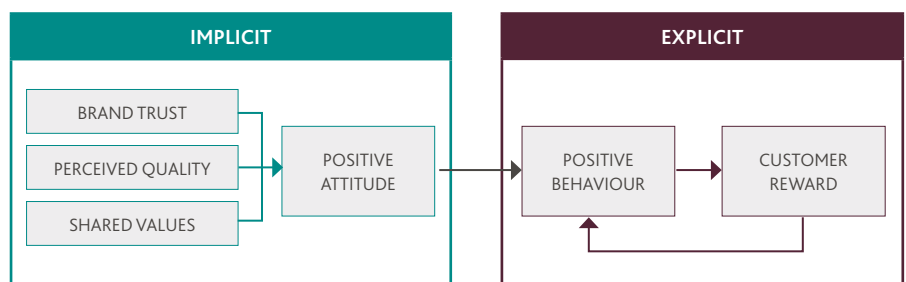 IMPLICIT
BRAND TRUST
PERCEIVED QUALITY
SHARED VALUES
POSITIVE
ATTITUDE
EXPLICIT
POSITIVE
BEHAVIOUR
CUSTOMER
REWARD